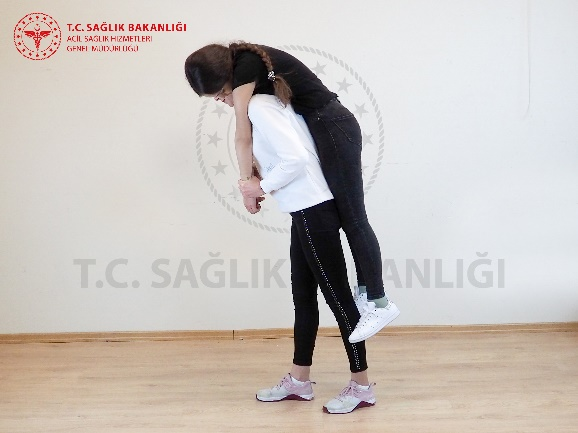 T.C. SAĞLIK BAKANLIĞI
ACİL SAĞLIK HİZMETLERİ
GENEL MÜDÜRLÜĞÜ
T.C. SAĞLIK BAKANLIĞI